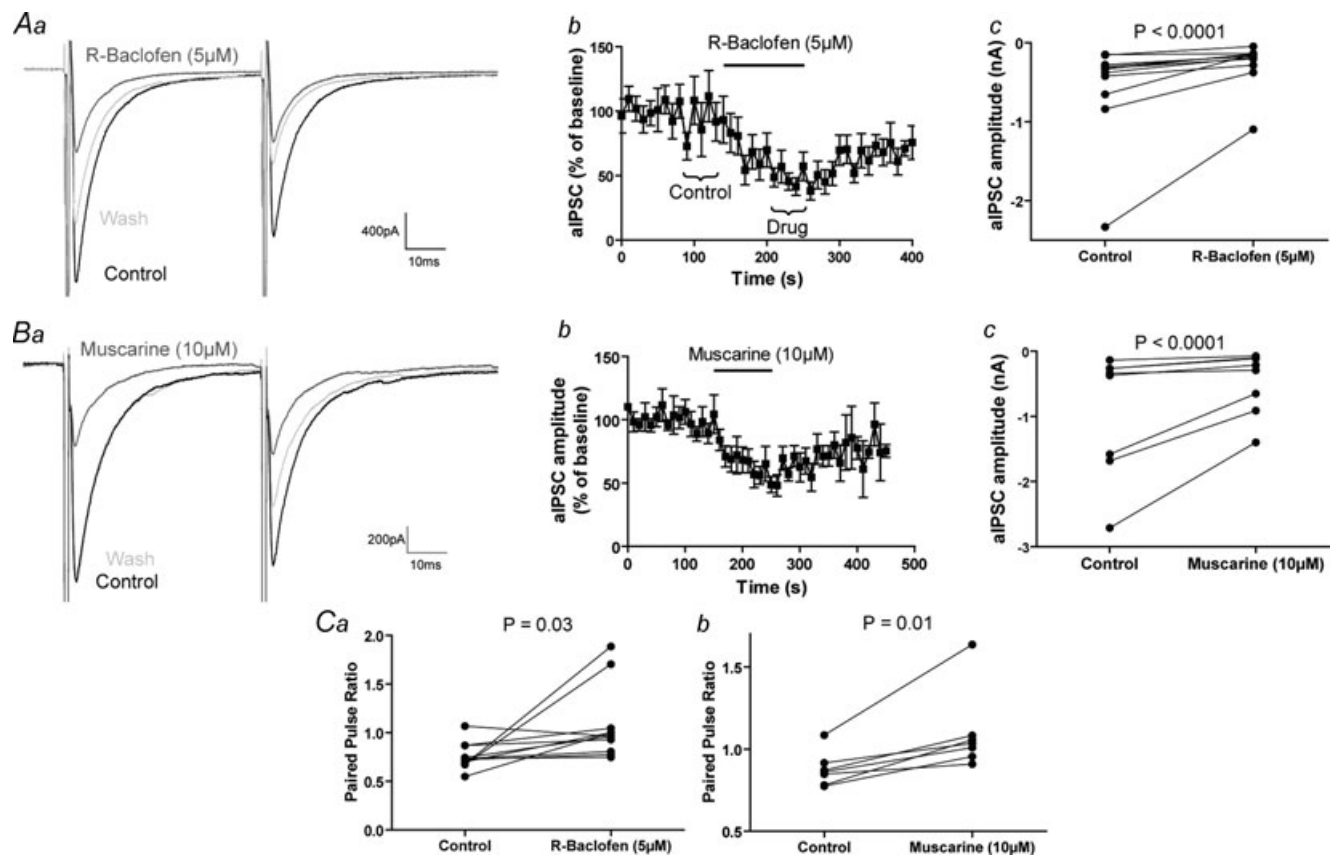 Aa
R-Baclofen (5µM)
Wash
Control
400pA
10ms
b
R-Baclofen (5µM)
aIPSC (% of baseline)
150
100
50
0
Control
Drug
0 100 200 300 400
Time (s)
c
P < 0.0001
aIPSC amplitude (nA)
-0
-1
-2
Control R-Baclofen (5µM)
Ba
Muscarine (10µM)
Wash
Control
200pA
10ms
b
Muscarine (10µM)
aIPSC amplitude
(% of baseline)
150
100
50
0
0 100 200 300 400 500
Time (s)
c
P < 0.0001
aIPSC amplitude (nA)
-0
-1
-2
-3
Control Muscarine (10µM)
Ca
P = 0.03
Paired Pulse Ratio
2.0
1.5
1.0
0.5
0.0
Control R-Baclofen (5µM)
b
P = 0.01
Paired Pulse Ratio
1.5
1.0
0.5
Control Muscarine (10µM)